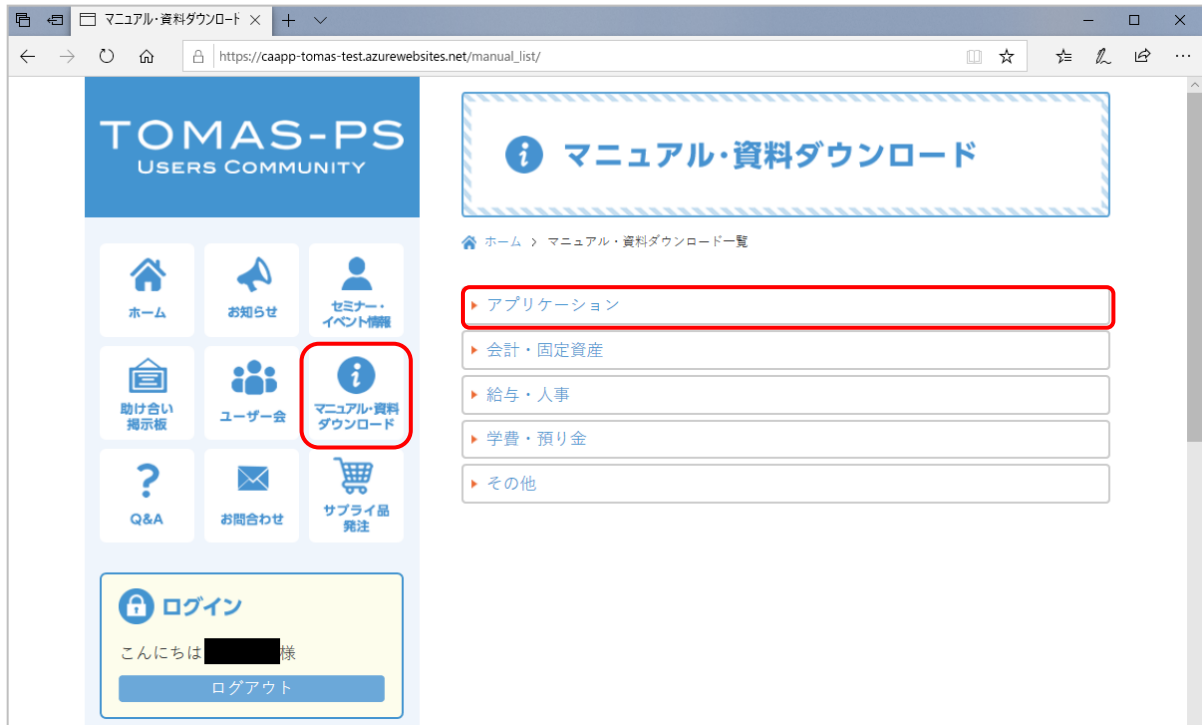 マニュアル・資料ダウンロード
https://caapp-tomas-test.azurewebsites.net/manual_list/
TOMAS-PS
USERS COMMUNITY
ホーム
お知らせ
セミナー・
イベント情報
助け合い
掲示板
ユーザー会
マニュアル・資料
ダウンロード
Q&A
お問合わせ
サプライ品
発注
ログイン
こんにちは
様
ログアウト
マニュアル・資料ダウンロード
ホーム > マニュアル・資料ダウンロード一覧
アプリケーション
会計・固定資産
給与・人事
学費・預り金
その他